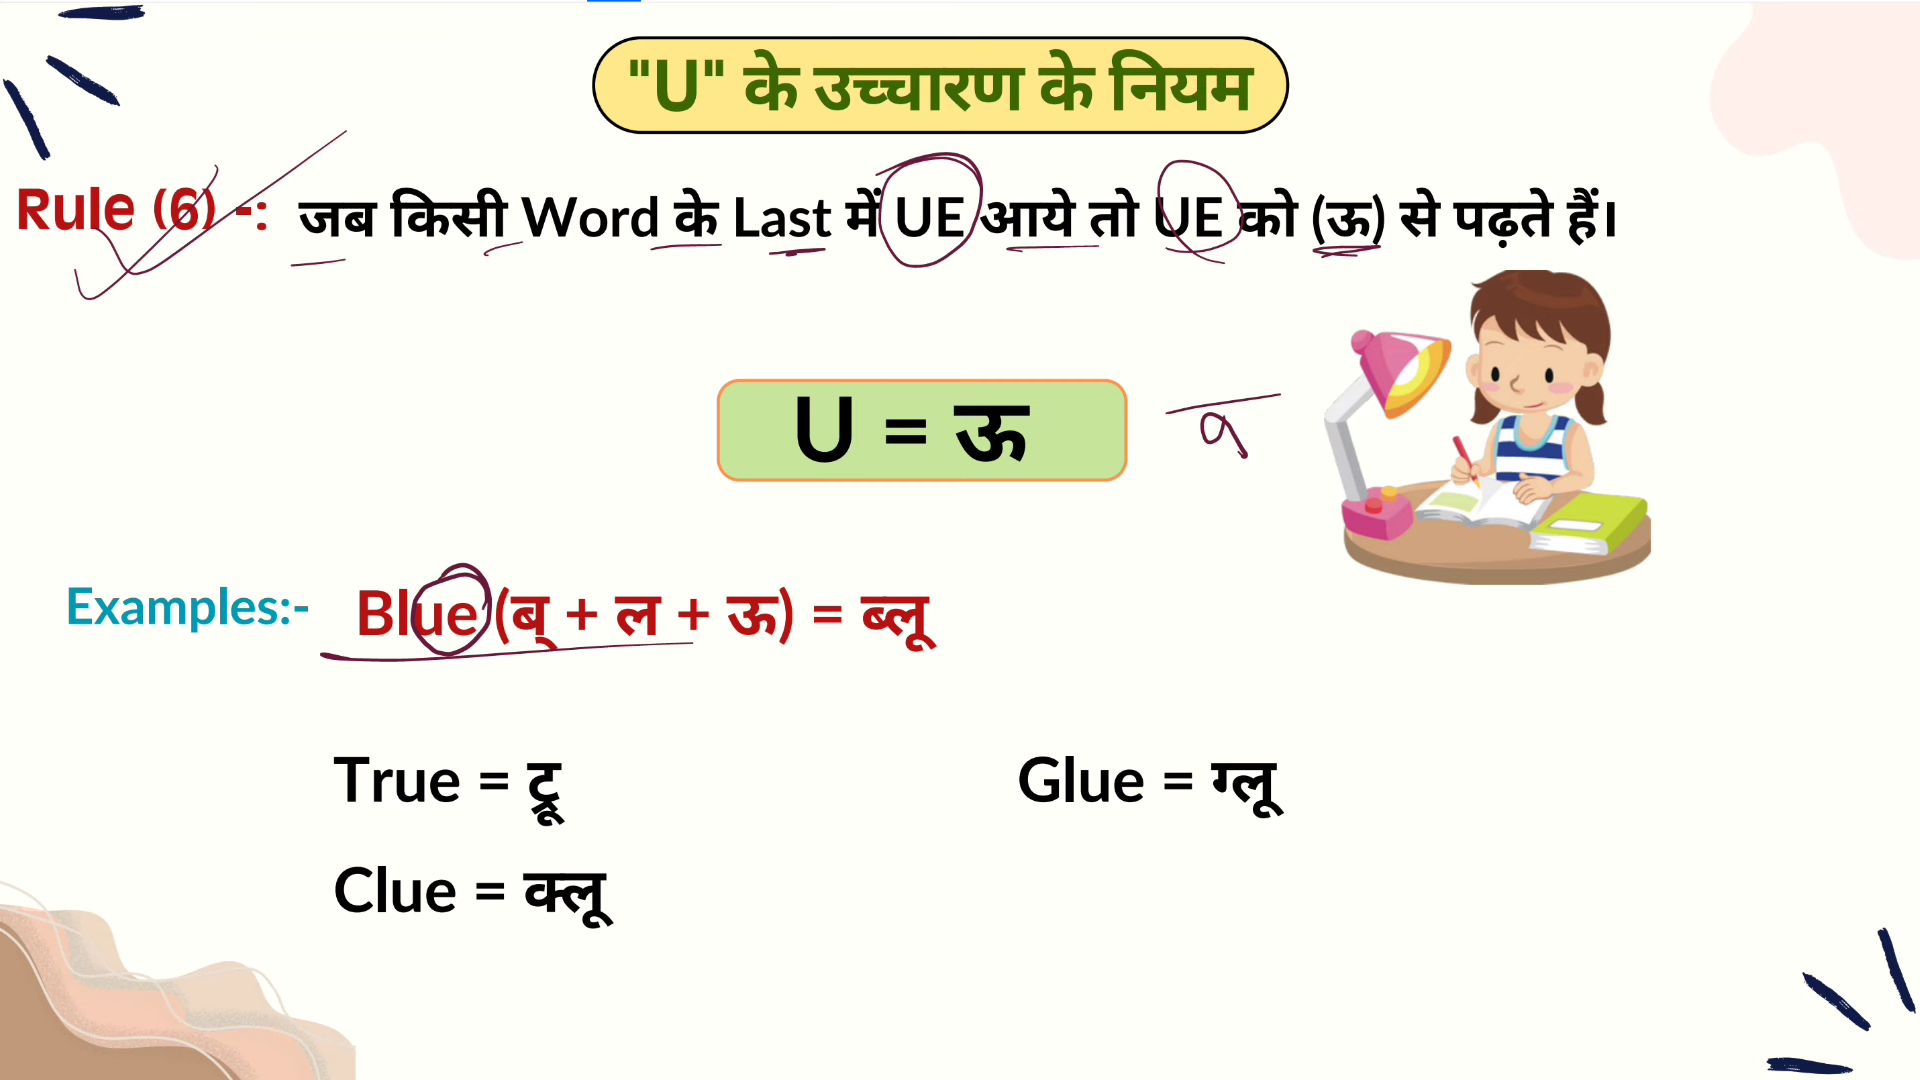 "U" के उच्चारण के नियम
Rule (6) -: जब किसी Word के Last में UE आये तो UE को (ऊ) से पढ़ते हैं।
U = ऊ
Examples:- Blue (ब् + ल + ऊ) = ब्लू
True = ट्रू Glue = ग्लू
Clue = क्लू